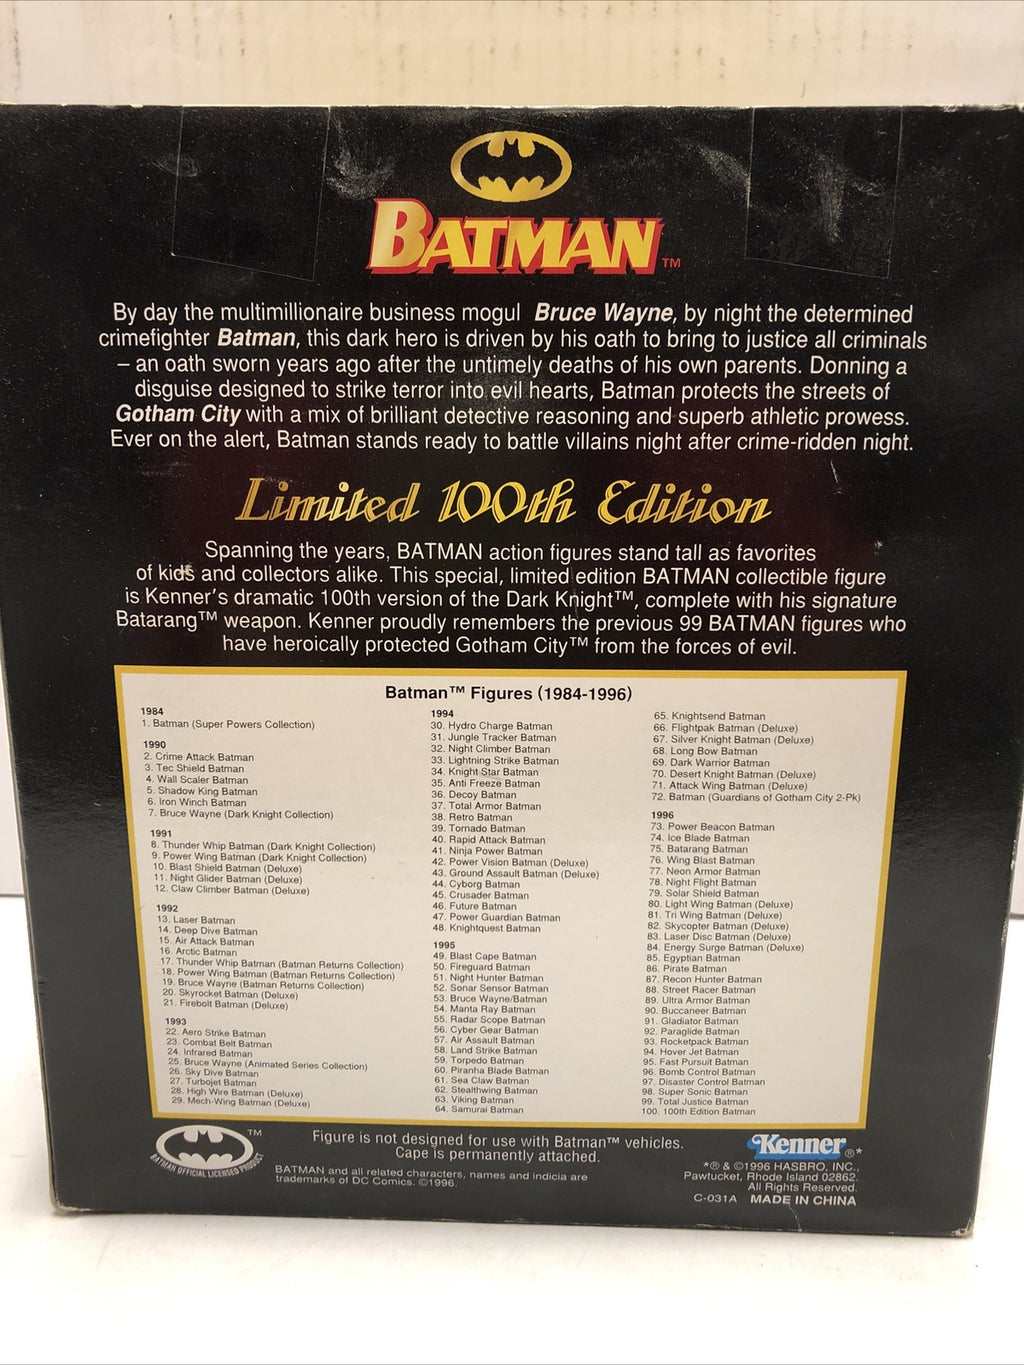 BATMAN™
By day the multimillionaire business mogul Bruce Wayne, by night the determined
crimefighter Batman, this dark hero is driven by his oath to bring to justice all criminals
– an oath sworn years ago after the untimely deaths of his own parents. Donning a
disguise designed to strike terror into evil hearts, Batman protects the streets of
Gotham City with a mix of brilliant detective reasoning and superb athletic prowess.
Ever on the alert, Batman stands ready to battle villains night after crime-ridden night.
Limited 100th Edition
Spanning the years, BATMAN action figures stand tall as favorites
of kids and collectors alike. This special, limited edition BATMAN collectible figure
is Kenner's dramatic 100th version of the Dark Knight™, complete with his signature
Batarang™ weapon. Kenner proudly remembers the previous 99 BATMAN figures who
have heroically protected Gotham City™ from the forces of evil.
Batman™ Figures (1984-1996)
1984
1. Batman (Super Powers Collection)
1990
2. Crime Attack Batman
3. Tec Shield Batman
4. Wall Scaler Batman
5. Shadow King Batman
6. Iron Winch Batman
7. Bruce Wayne (Dark Knight Collection)
1991
8. Thunder Whip Batman (Dark Knight Collection)
9. Power Wing Batman (Dark Knight Collection)
10. Blast Shield Batman (Deluxe)
11. Night Glider Batman (Deluxe)
12. Claw Climber Batman (Deluxe)
1992
13. Laser Batman
14. Deep Dive Batman
15. Air Attack Batman
16. Arctic Batman
17. Thunder Whip Batman (Batman Returns Collection)
18. Power Wing Batman (Batman Returns Collection)
19. Bruce Wayne (Batman Returns Collection)
20. Skyrocket Batman (Deluxe)
21. Firebolt Batman (Deluxe)
1993
22. Aero Strike Batman
23. Combat Belt Batman
24. Infrared Batman
25. Bruce Wayne (Animated Series Collection)
26. Sky Dive Batman
27. Turbojet Batman
28. High Wire Batman (Deluxe)
29. Mech-Wing Batman (Deluxe)
1994
30. Hydro Charge Batman
31. Jungle Tracker Batman
32. Night Climber Batman
33. Lightning Strike Batman
34. Knight Star Batman
35. Anti Freeze Batman
36. Decoy Batman
37. Total Armor Batman
38. Retro Batman
39. Tornado Batman
40. Rapid Attack Batman
41. Ninja Power Batman
42. Power Vision Batman (Deluxe)
43. Ground Assault Batman (Deluxe)
44. Cyborg Batman
45. Crusader Batman
46. Future Batman
47. Power Guardian Batman
48. Knightquest Batman
1995
49. Blast Cape Batman
50. Fireguard Batman
51. Night Hunter Batman
52. Sonar Sensor Batman
53. Bruce Wayne/Batman
54. Manta Ray Batman
55. Radar Scope Batman
56. Cyber Gear Batman
57. Air Assault Batman
58. Land Strike Batman
59. Torpedo Batman
60. Piranha Blade Batman
61. Sea Claw Batman
62. Stealthwing Batman
63. Viking Batman
64. Samurai Batman
65. Knightsend Batman
66. Flightpak Batman (Deluxe)
67. Silver Knight Batman (Deluxe)
68. Long Bow Batman
69. Dark Warrior Batman
70. Desert Knight Batman (Deluxe)
71. Attack Wing Batman (Deluxe)
72. Batman (Guardians of Gotham City 2-Pk)
1996
73. Power Beacon Batman
74. Ice Blade Batman
75. Batarang Batman
76. Wing Blast Batman
77. Neon Armor Batman
78. Night Flight Batman
79. Solar Shield Batman
80. Light Wing Batman (Deluxe)
81. Tri Wing Batman (Deluxe)
82. Skycopter Batman (Deluxe)
83. Laser Disc Batman (Deluxe)
84. Energy Surge Batman (Deluxe)
85. Egyptian Batman
86. Pirate Batman
87. Recon Hunter Batman
88. Street Racer Batman
89. Ultra Armor Batman
90. Buccaneer Batman
91. Gladiator Batman
92. Paraglide Batman
93. Rocketpack Batman
94. Hover Jet Batman
95. Fast Pursuit Batman
96. Bomb Control Batman
97. Disaster Control Batman
98. Super Sonic Batman
99. Total Justice Batman
100. 100th Edition Batman
TM
BATMAN OFFICIAL LICENSED PRODUCT
Figure is not designed for use with Batman™ vehicles.
Cape is permanently attached.
BATMAN and all related characters, names and indicia are
trademarks of DC Comics. ©1996.
Kenner®*
*® & ©1996 HASBRO, INC.,
Pawtucket, Rhode Island 02862.
All Rights Reserved.
C-031A MADE IN CHINA